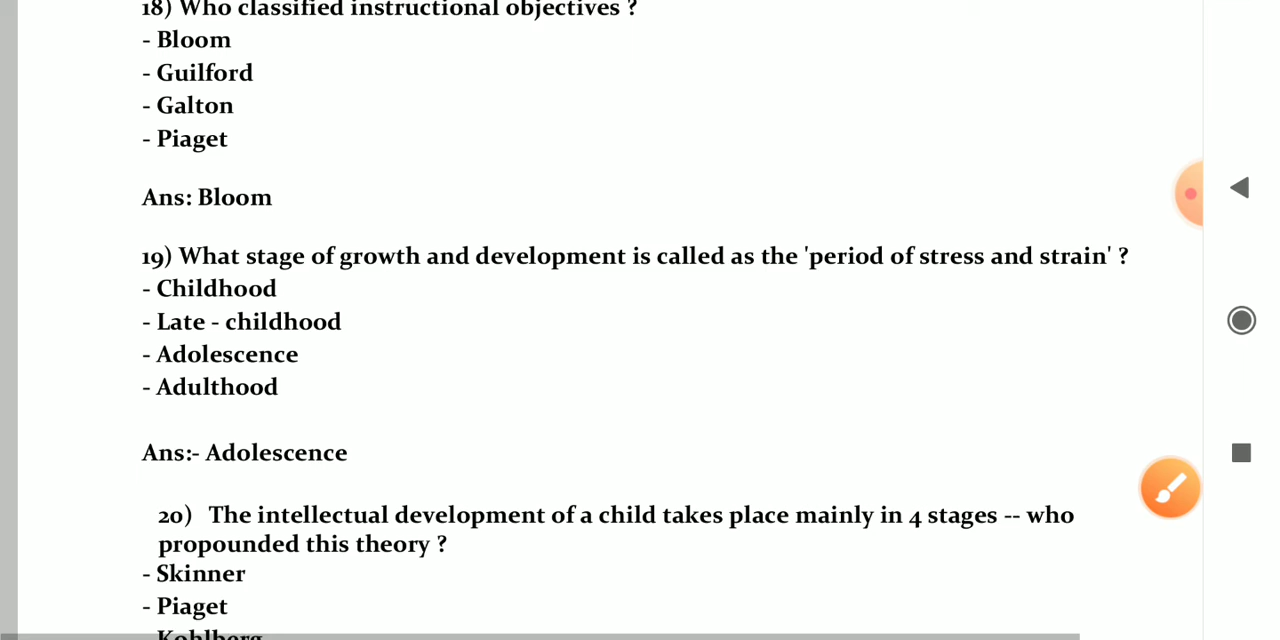 18) Who classified instructional objectives ?
- Bloom
- Guilford
- Galton
- Piaget
Ans: Bloom
19) What stage of growth and development is called as the 'period of stress and strain' ?
- Childhood
- Late - childhood
- Adolescence
- Adulthood
Ans:- Adolescence
20) The intellectual development of a child takes place mainly in 4 stages -- who
propounded this theory ?
- Skinner
- Piaget
- Kohlberg